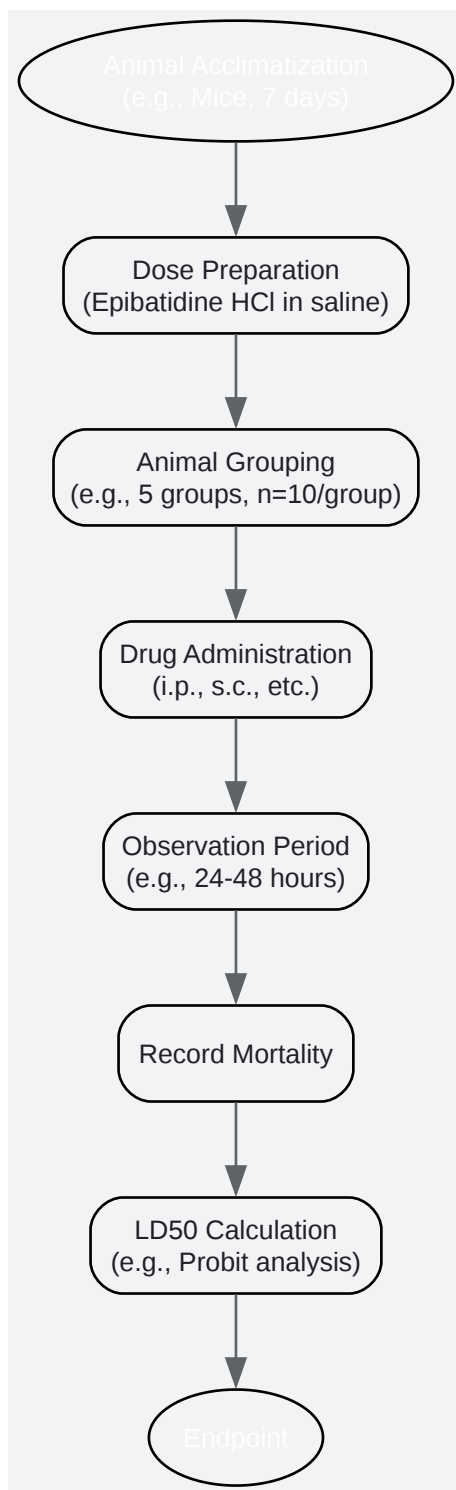 Animal Acclimatization
(e.g., Mice, 7 days)
Dose Preparation
(Epibatidine HCl in saline)
Animal Grouping
(e.g., 5 groups, n=10/group)
Drug Administration
(i.p., s.c., etc.)
Observation Period
(e.g., 24-48 hours)
Record Mortality
LD50 Calculation
(e.g., Probit analysis)
Endpoint